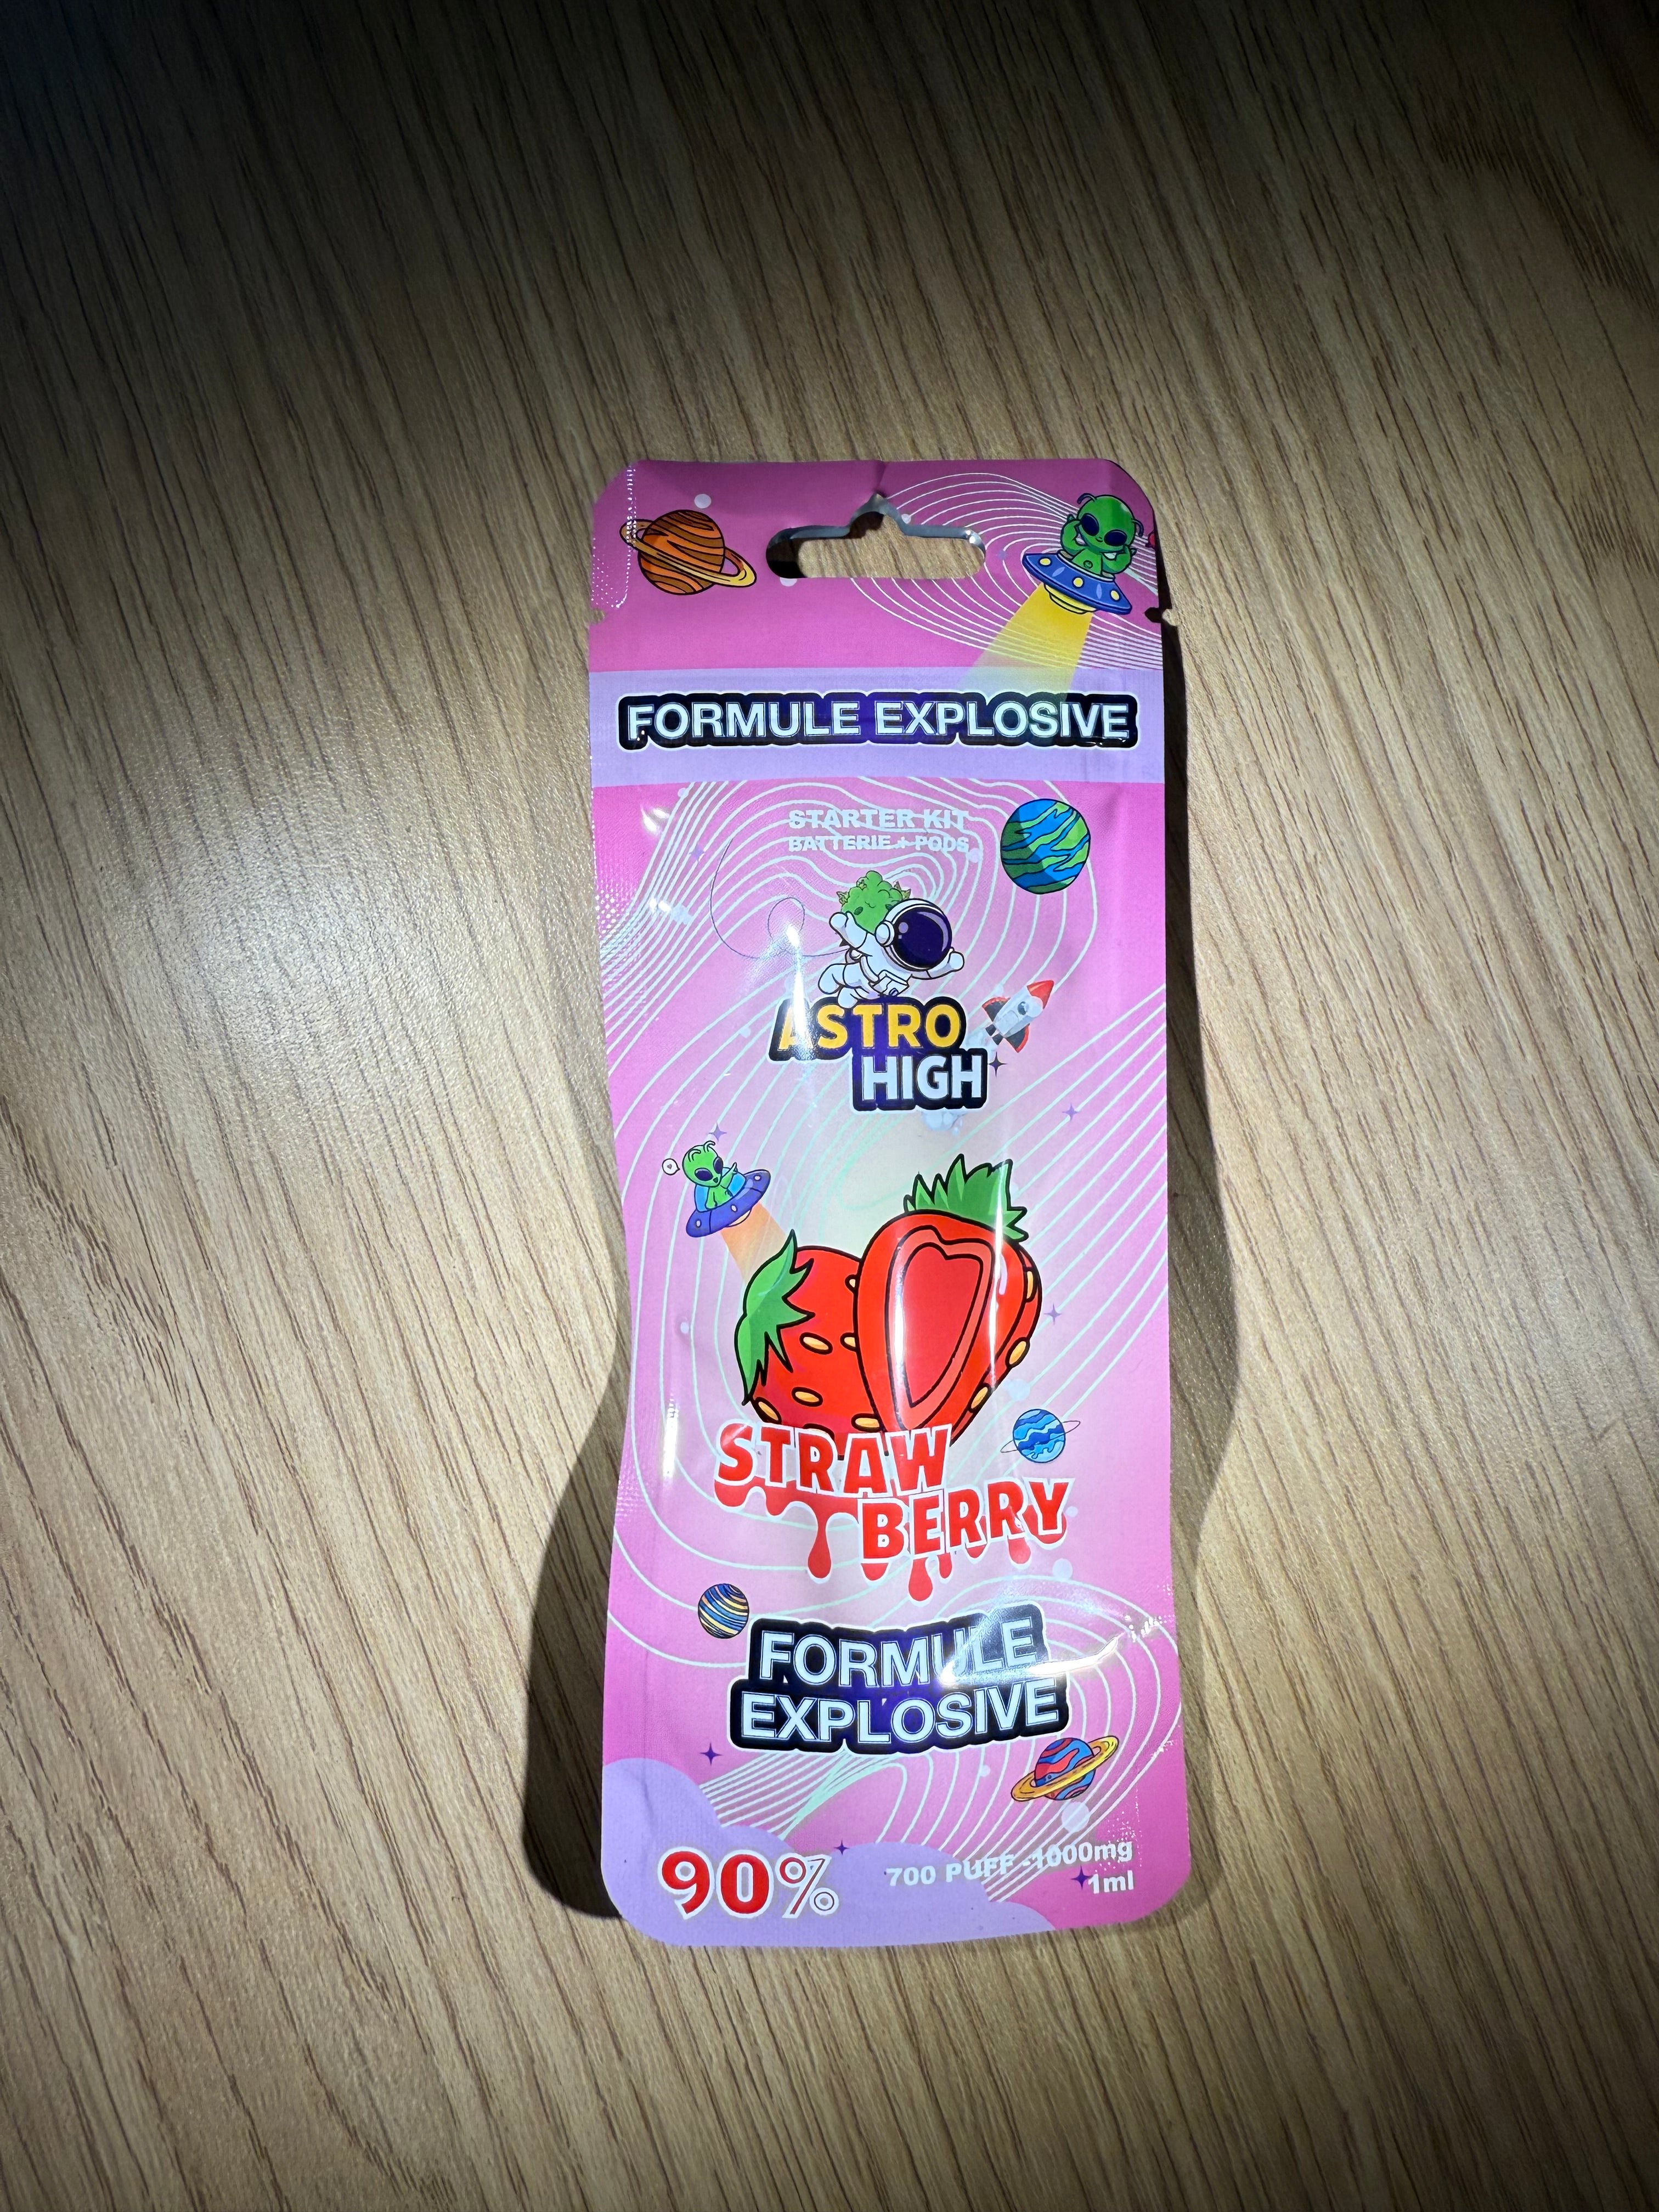 FORMULE EXPLOSIVE
STARTER KIT
BATTERIE + PODS
ASTRO
HIGH
STRAW
BERRY
FORMULE
EXPLOSIVE
90%
700 PUFF -1000mg
1ml